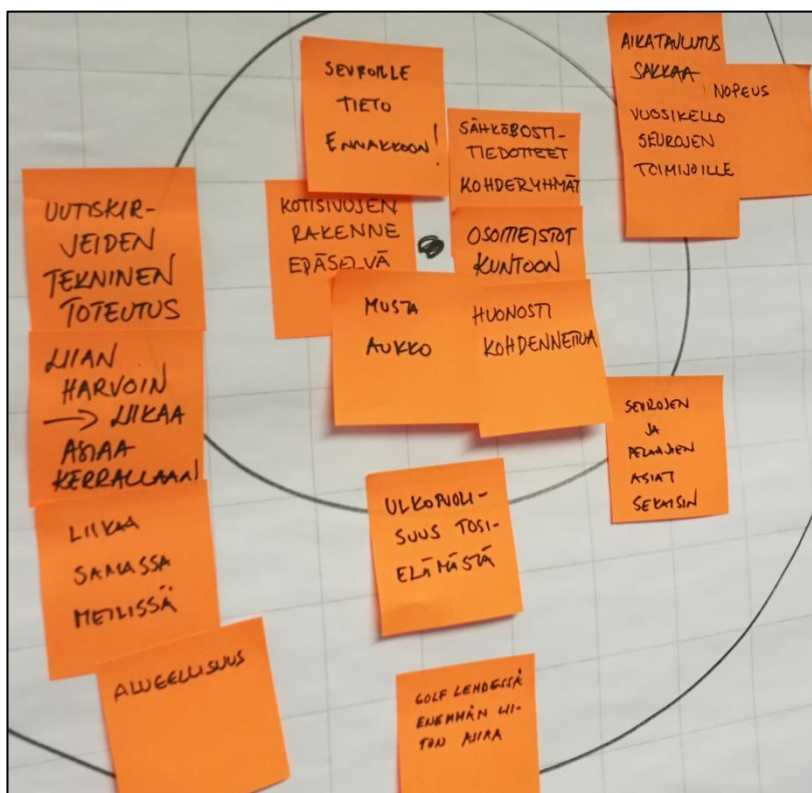 SEUROILLE
TIETO
ENNAKKOON!
AIKATAULUTUS
SAKKAA
VUOSIKELLO
SEUROJEN
TOIMIJOILLE
NOPEUS
SÄHKÖPOSTI-
TIEDOTTEET
KOHDERYHMÄT
KOTISIVUJEN
RAKENNE
EPÄSELVÄ
OSOITEISTOT
KUNTOON
MUSTA
AUKKO
HUONOSTI
KOHDENNETTUA
UUTISKIR-
JEIDEN
TEKNINEN
TOTEUTUS
LIIAN
HARVOIN
→ LIIKAA
ASIAA
KERRALLAAN!
LIIKAA
SAMASSA
MEILISSÄ
ALUEELLISUUS
SEUROJEN
JA
PELAAJIEN
ASIAT
SEKAISIN
ULKOPUOLI-
SUUS TOSI-
ELÄMÄSTÄ
GOLF LEHDESSÄ
ENEMMÄN LII-
TON ASIAA